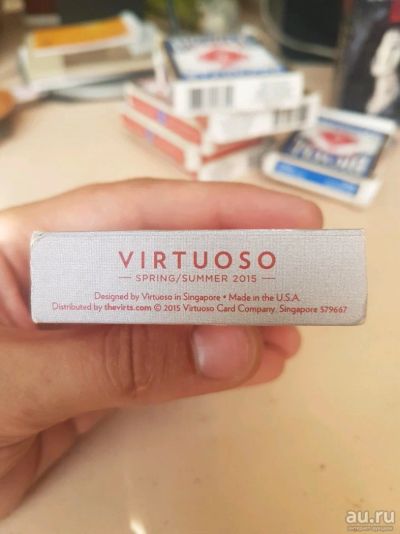 VIRTUOSO
SPRING/SUMMER 2015
Designed by Virtuoso in Singapore • Made in the U.S.A.
Distributed by thevirts.com © 2015 Virtuoso Card Company, Singapore 579667
au.ru